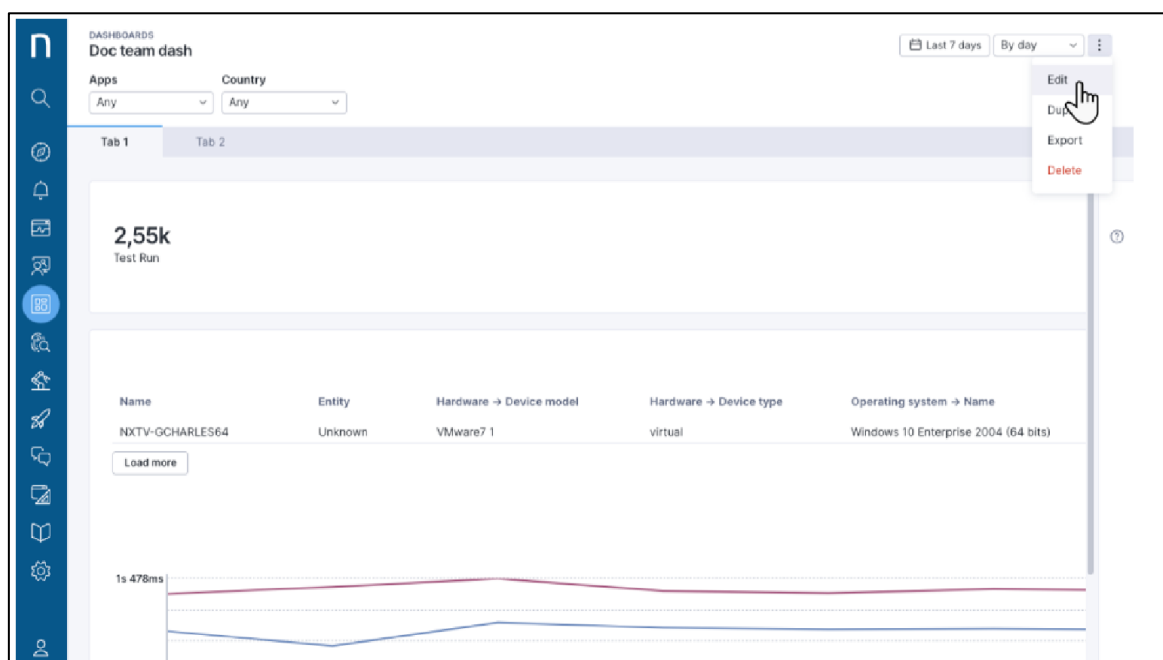 n
DASHBOARDS
Doc team dash
Last 7 days
By day
Apps
Country
Any
Any
Edit
Export
Delete
Tab 1
Tab 2
2,55k
Test Run
Name Entity Hardware → Device model Hardware → Device type Operating system → Name
NXTV-GCHARLES64 Unknown VMware7 1 virtual Windows 10 Enterprise 2004 (64 bits)
Load more
1s 478ms